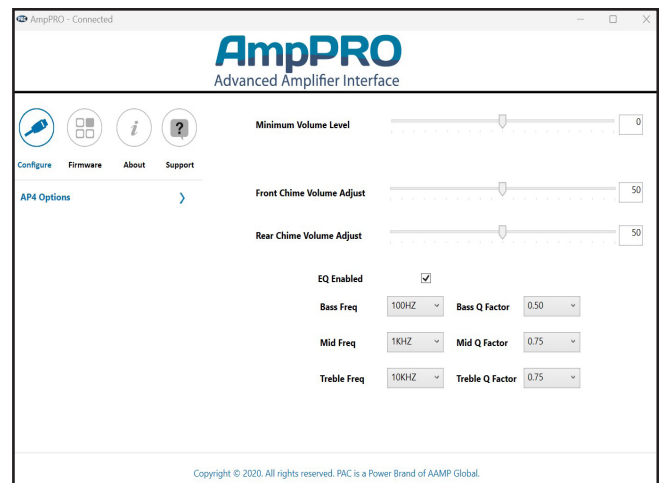 PAC AmpPRO - Connected
AmpPRO
Advanced Amplifier Interface
Configure Firmware About Support
AP4 Options
Minimum Volume Level 0
Front Chime Volume Adjust 50
Rear Chime Volume Adjust 50
EQ Enabled
Bass Freq 100HZ Bass Q Factor 0.50
Mid Freq 1KHZ Mid Q Factor 0.75
Treble Freq 10KHZ Treble Q Factor 0.75
Copyright © 2020. All rights reserved. PAC is a Power Brand of AAMP Global.